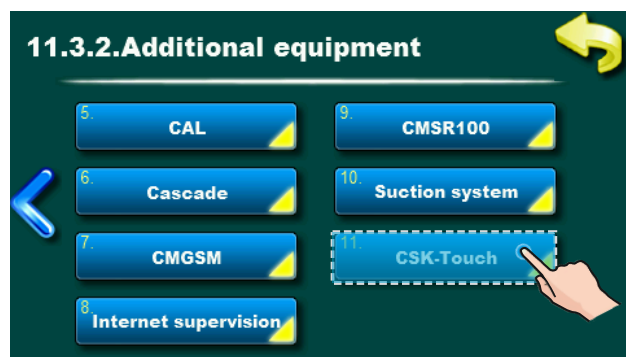 11.3.2.Additional equipment
5.
CAL
6.
Cascade
7.
CMGSM
8.
Internet supervision
9.
CMSR100
10.
Suction system
11.
CSK-Touch